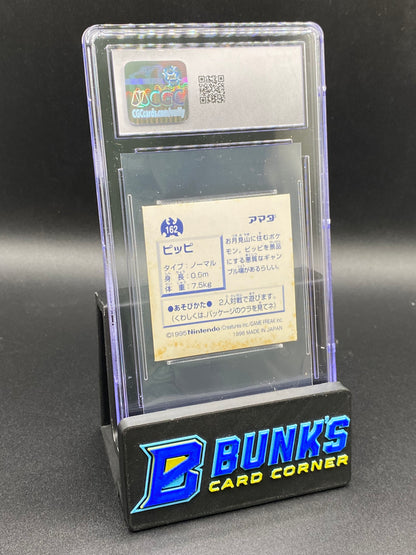 CGC
CGCcards.com/verify
162
アマダ
ピッピ
タイプ：ノーマル
身　長：0.6m
体　重：7.5kg
お月見山に住むポケ
モン。ピッピを景品
にする悪質なギャン
ブル場があるらしい。
●あそびかた● 2人対戦で遊びます。
(くわしくは、パッケージのウラを見てネ)
©1995 Nintendo/Creatures inc./GAME FREAK inc.
1996 MADE IN JAPAN
B BUNK'S
CARD CORNER